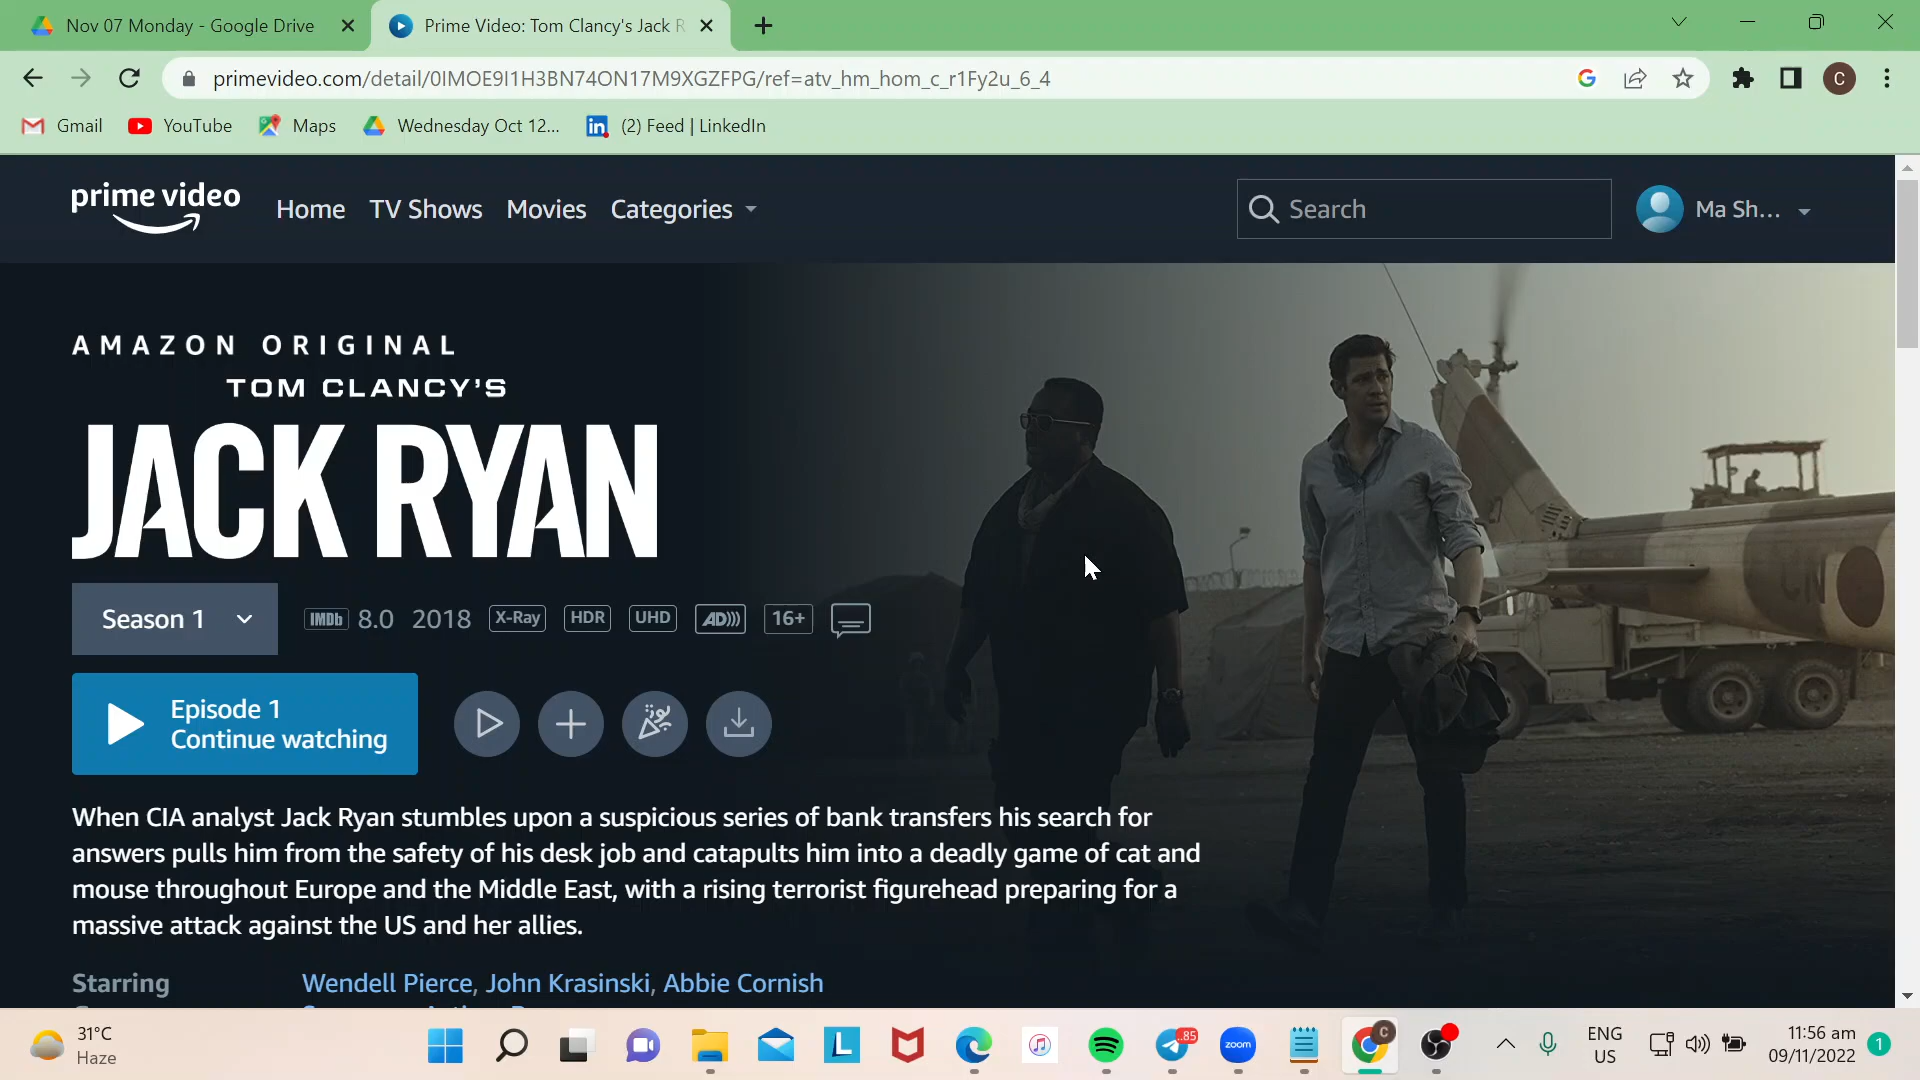 Nov 07 Monday - Google Drive
Prime Video: Tom Clancy's Jack R
primevideo.com/detail/0IMOE9I1H3BN74ON17M9XGZFPG/ref=atv_hm_hom_c_r1Fy2u_6_4
C
Gmail
YouTube
Maps
Wednesday Oct 12...
(2) Feed | LinkedIn
prime video
Home
TV Shows
Movies
Categories
Search
Ma Sh...
AMAZON ORIGINAL
TOM CLANCY'S
JACK RYAN
Season 1
IMDb 8.0 2018 X-Ray HDR UHD AD))) 16+
Episode 1
Continue watching
When CIA analyst Jack Ryan stumbles upon a suspicious series of bank transfers his search for
answers pulls him from the safety of his desk job and catapults him into a deadly game of cat and
mouse throughout Europe and the Middle East, with a rising terrorist figurehead preparing for a
massive attack against the US and her allies.
Starring
Wendell Pierce, John Krasinski, Abbie Cornish
31°C
Haze
L
..85
zoom
C
ENG
US
11:56 am
09/11/2022
1